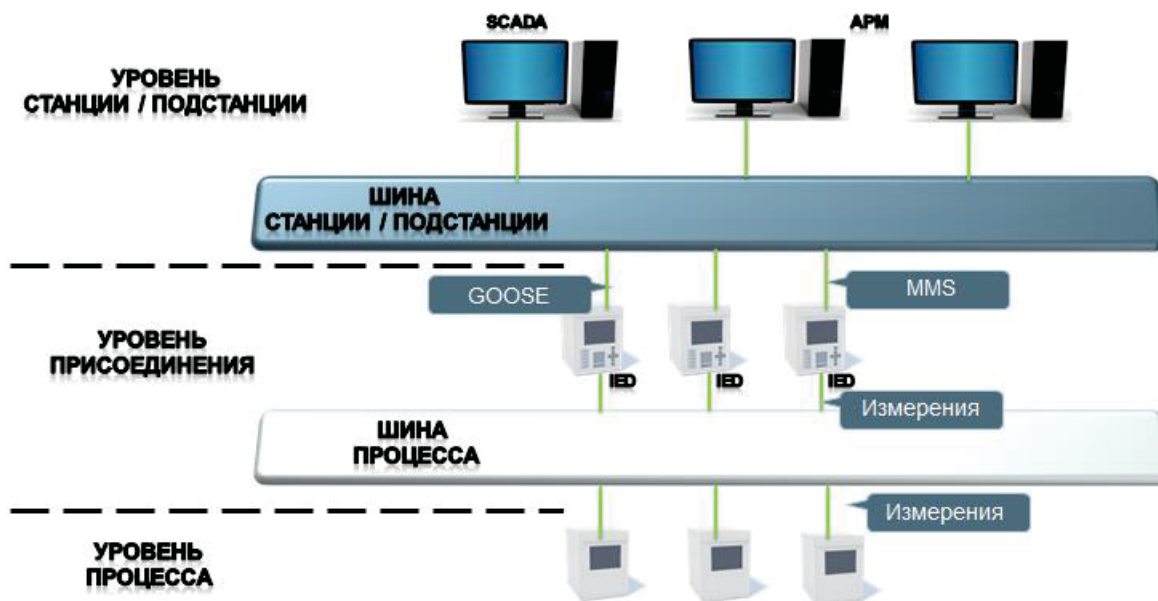 SCADA
АРМ
УРОВЕНЬ
СТАНЦИИ / ПОДСТАНЦИИ
ШИНА
СТАНЦИИ / ПОДСТАНЦИИ
GOOSE
MMS
УРОВЕНЬ
ПРИСОЕДИНЕНИЯ
IED
IED
IED
Измерения
ШИНА
ПРОЦЕССА
Измерения
УРОВЕНЬ
ПРОЦЕССА